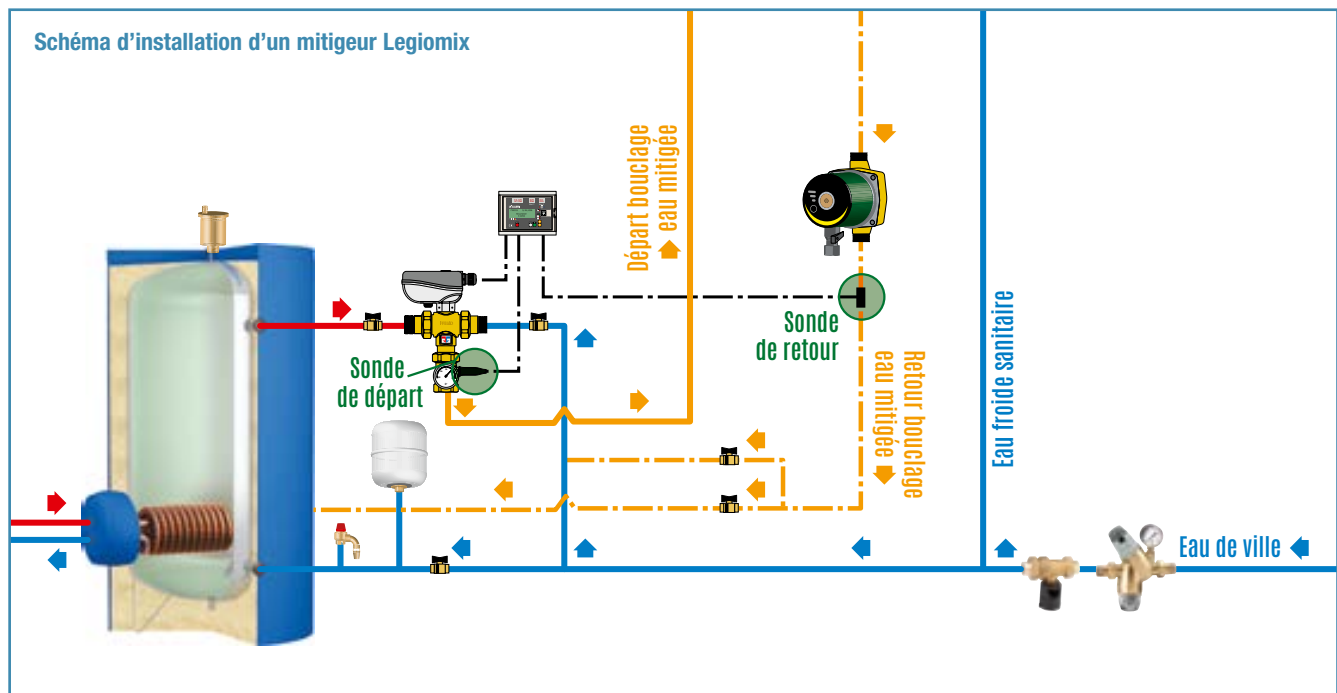 Schéma d'installation d'un mitigeur Legiomix
Départ bouclage
eau mitigée
Sonde
de départ
Sonde
de retour
Retour bouclage
eau mitigée
Eau froide sanitaire
Eau de ville